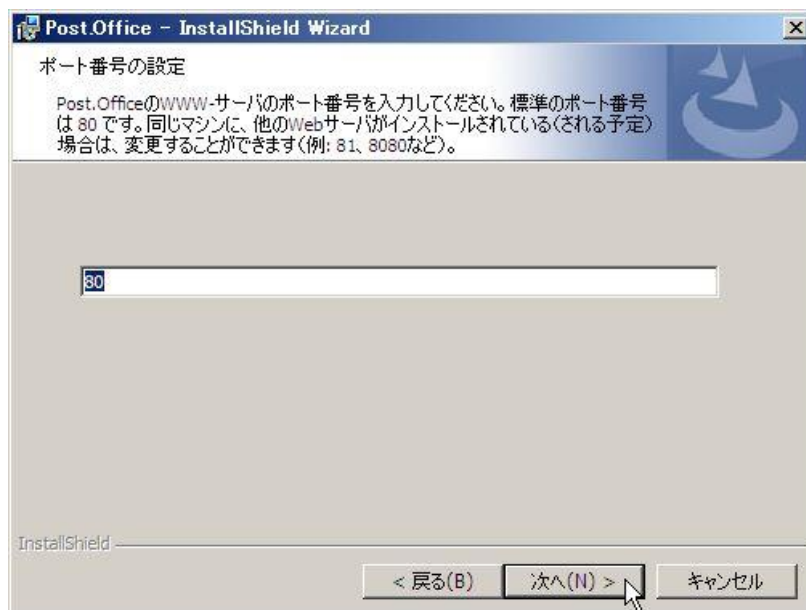 Post.Office - InstallShield Wizard
ポート番号の設定
Post.OfficeのWWW-サーバのポート番号を入力してください。標準のポート番号
は 80 です。同じマシンに、他のWebサーバがインストールされている(される予定)
場合は、変更することができます(例: 81、8080など)。
80
InstallShield
< 戻る(B) 次へ(N) > キャンセル